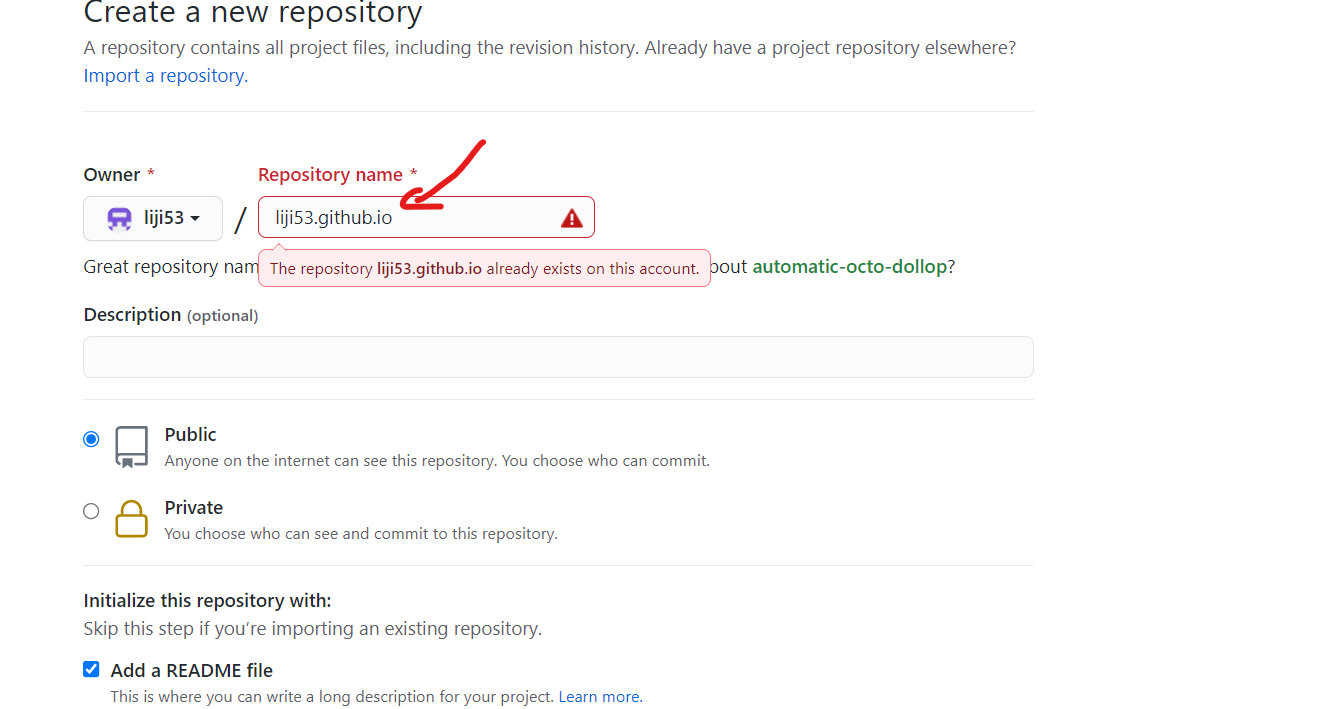 Create a new repository
A repository contains all project files, including the revision history. Already have a project repository elsewhere?
Import a repository.
Owner *
Repository name *
liji53
/
liji53.github.io
Great repository nam
The repository liji53.github.io already exists on this account.
bout automatic-octo-dollop?
Description (optional)
Public
Anyone on the internet can see this repository. You choose who can commit.
Private
You choose who can see and commit to this repository.
Initialize this repository with:
Skip this step if you’re importing an existing repository.
Add a README file
This is where you can write a long description for your project. Learn more.